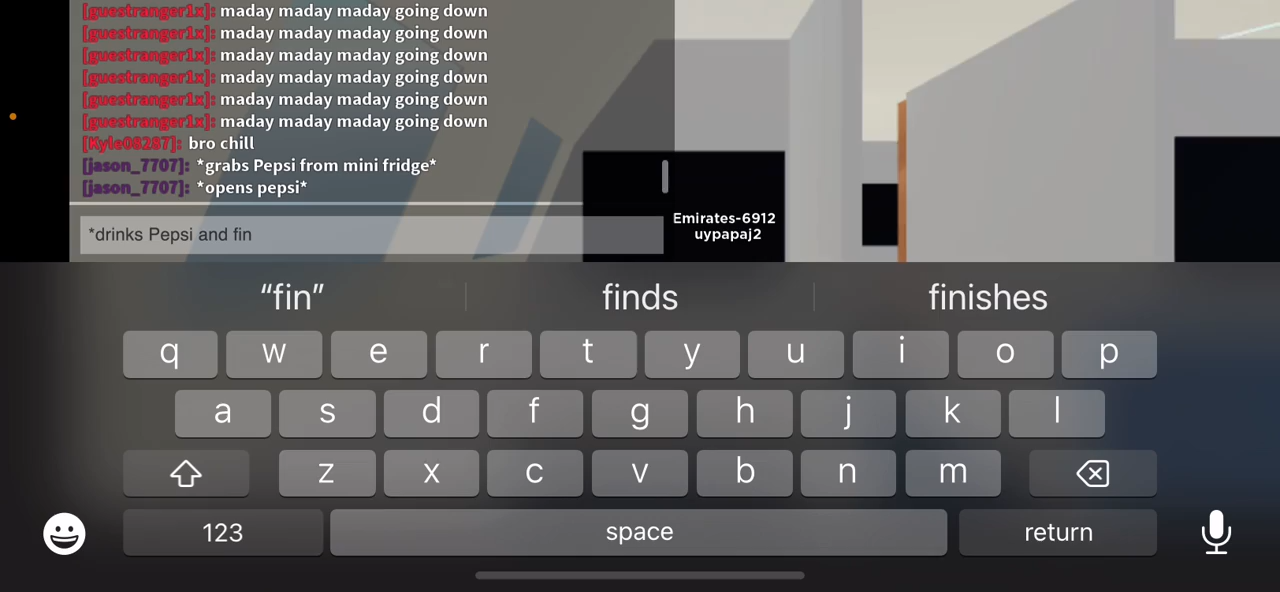 [guestranger1x]: maday maday maday going down
[guestranger1x]: maday maday maday going down
[guestranger1x]: maday maday maday going down
[guestranger1x]: maday maday maday going down
[guestranger1x]: maday maday maday going down
[guestranger1x]: maday maday maday going down
[Kyle08287]: bro chill
[jason_7707]: *grabs Pepsi from mini fridge*
[jason_7707]: *opens pepsi*
*drinks Pepsi and fin
Emirates-6912
uypapaj2
“fin” finds finishes
q w e r t y u i o p
a s d f g h j k l
z x c v b n m
123 space return